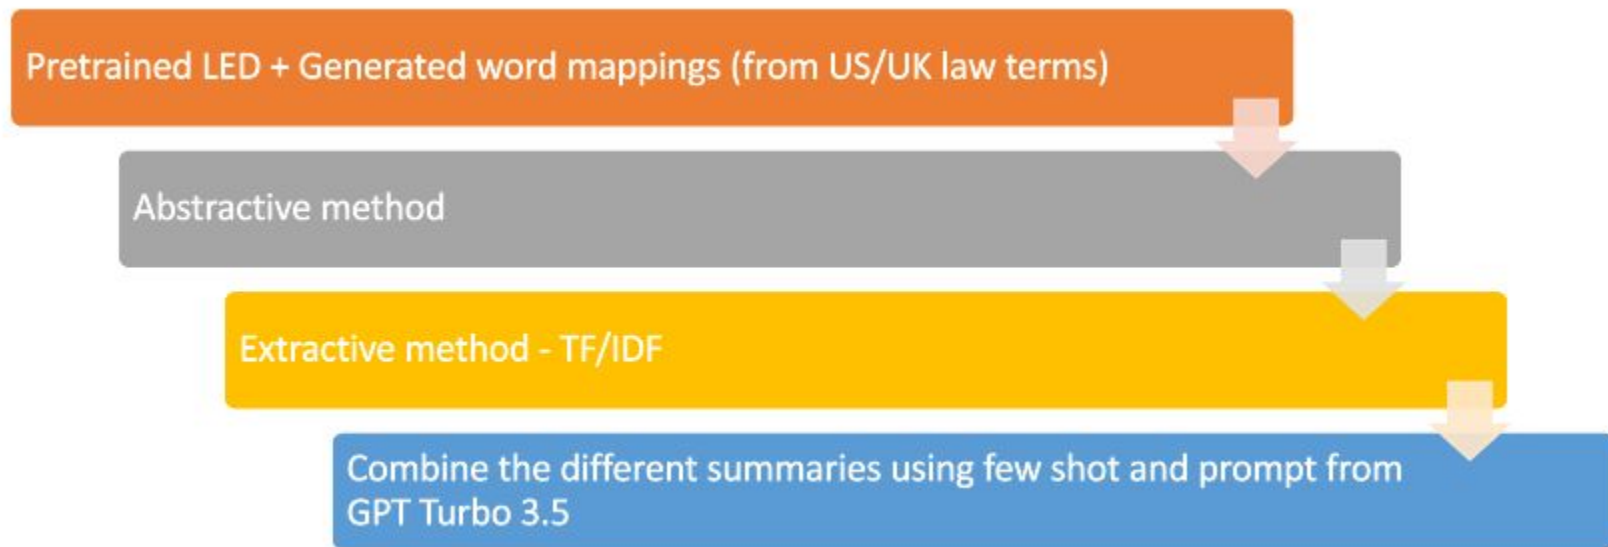 Pretrained LED + Generated word mappings (from US/UK law terms)
Abstractive method
Extractive method - TF/IDF
Combine the different summaries using few shot and prompt from
GPT Turbo 3.5